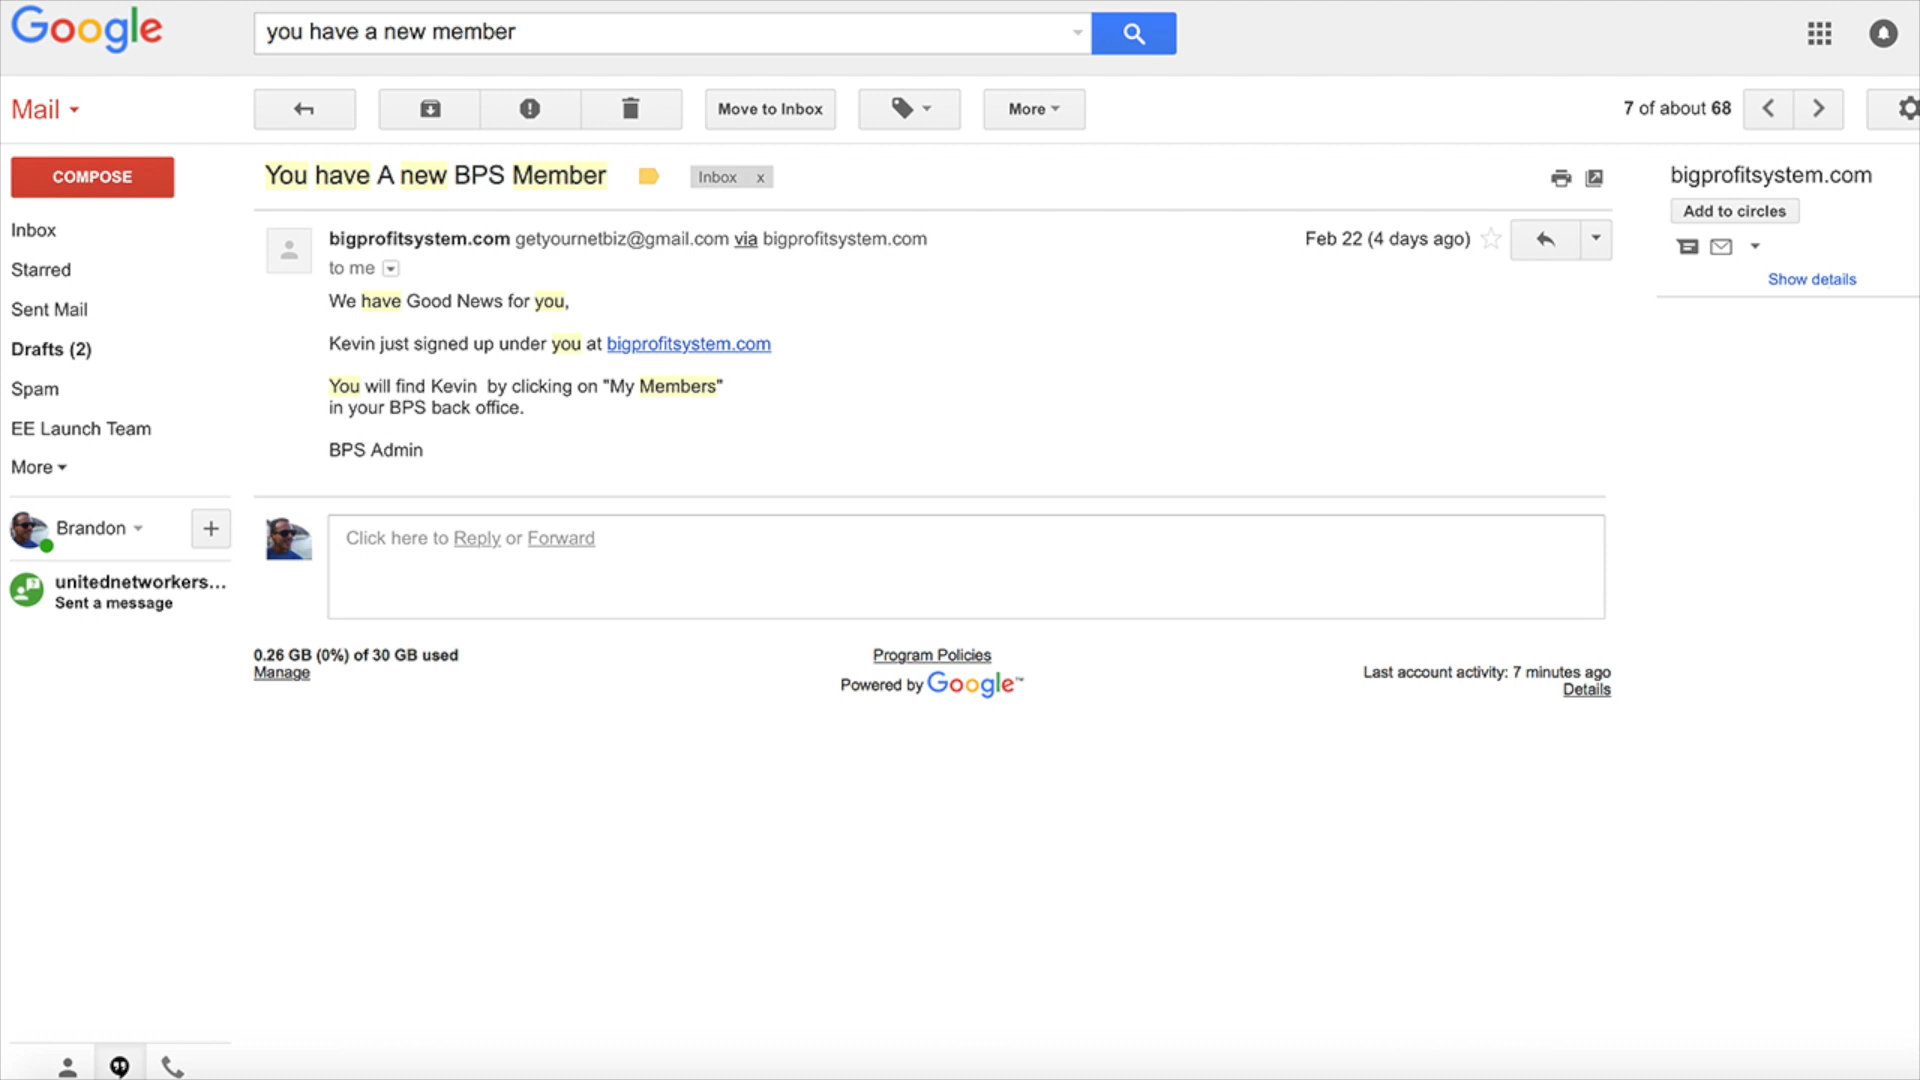 Google
you have a new member
Mail
Move to Inbox
More
7 of about 68
COMPOSE
You have A new BPS Member
Inbox x
bigprofitsystem.com
Add to circles
Show details
Inbox
Starred
Sent Mail
Drafts (2)
Spam
EE Launch Team
More
bigprofitsystem.com getyournetbiz@gmail.com via bigprofitsystem.com
Feb 22 (4 days ago)
to me
We have Good News for you,
Kevin just signed up under you at bigprofitsystem.com
You will find Kevin  by clicking on "My Members"
in your BPS back office.
BPS Admin
Brandon
+
unitednetworkers...
Sent a message
Click here to Reply or Forward
0.26 GB (0%) of 30 GB used
Manage
Program Policies
Powered by Google™
Last account activity: 7 minutes ago
Details